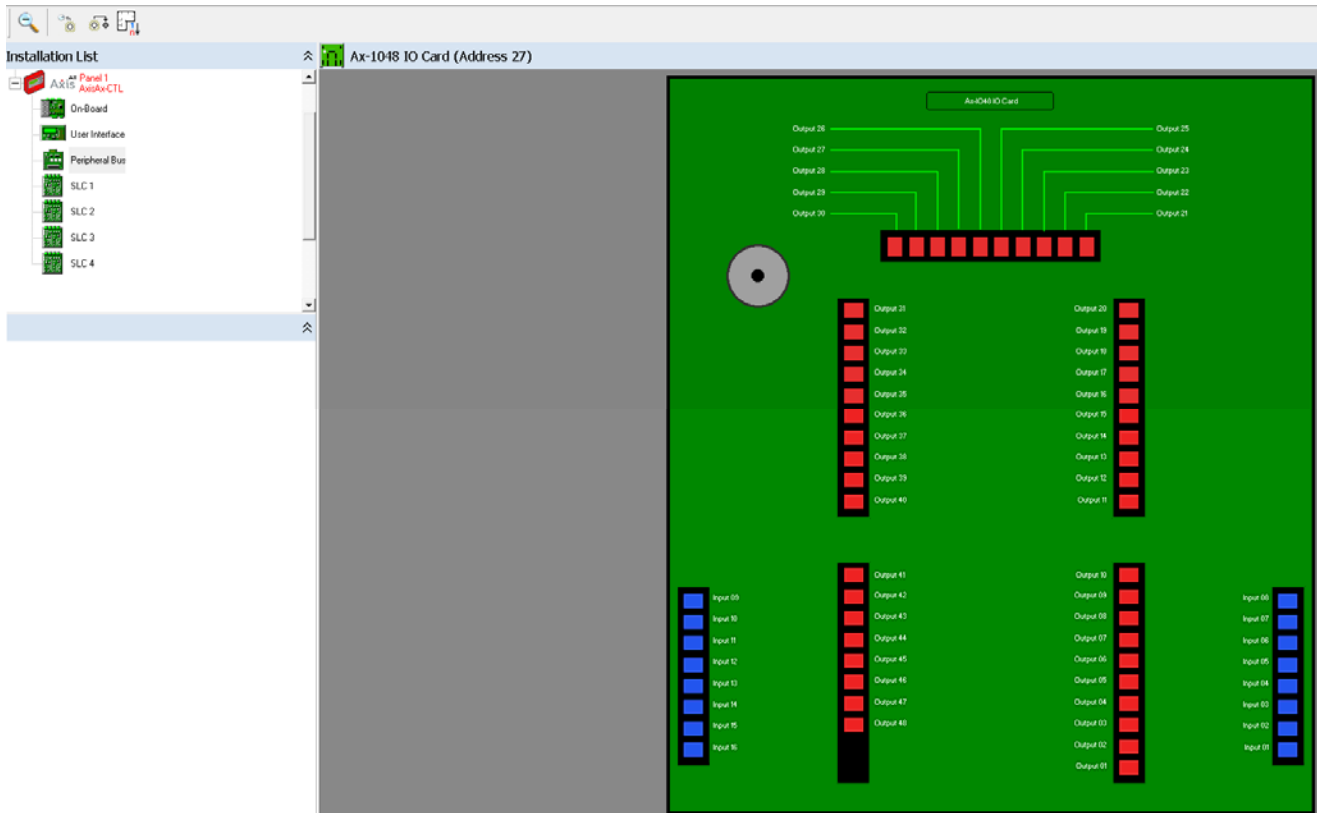 Installation List
Ax-1048 IO Card (Address 27)
Axis AX Panel 1
AxisAx-CTL
On-Board
User Interface
Peripheral Bus
SLC 1
SLC 2
SLC 3
SLC 4
Ax-IO48 IO Card
Output 26 Output 25
Output 27 Output 24
Output 28 Output 23
Output 29 Output 22
Output 30 Output 21
Output 31 Output 20
Output 32 Output 19
Output 33 Output 18
Output 34 Output 17
Output 35 Output 16
Output 36 Output 15
Output 37 Output 14
Output 38 Output 13
Output 39 Output 12
Output 40 Output 11
Output 41 Output 10
Input 09 Output 42 Output 09 Input 08
Input 10 Output 43 Output 08 Input 07
Input 11 Output 44 Output 07 Input 06
Input 12 Output 45 Output 06 Input 05
Input 13 Output 46 Output 05 Input 04
Input 14 Output 47 Output 04 Input 03
Input 15 Output 48 Output 03 Input 02
Input 16 Output 02 Input 01
Output 01